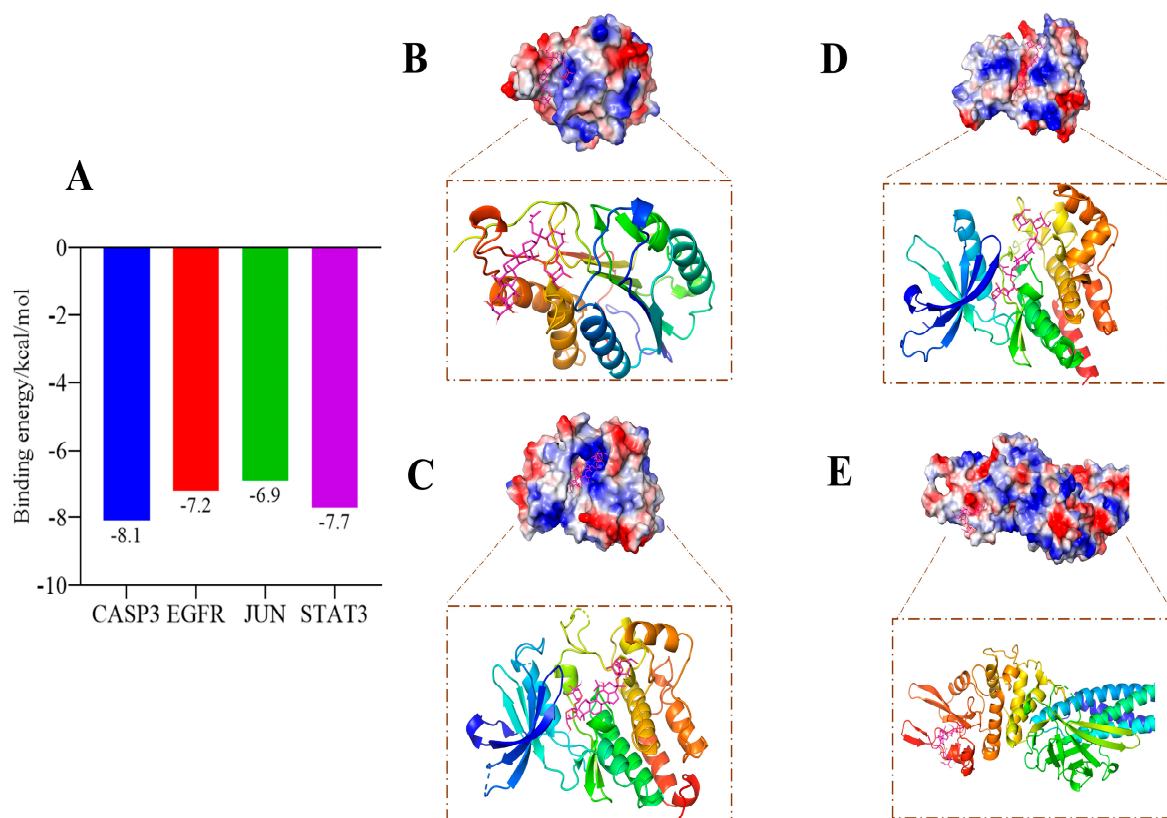 A
B
C
D
E
Binding energy/kcal/mol
0
-2
-4
-6
-8
-10
-8.1
-7.2
-6.9
-7.7
CASP3 EGFR JUN STAT3